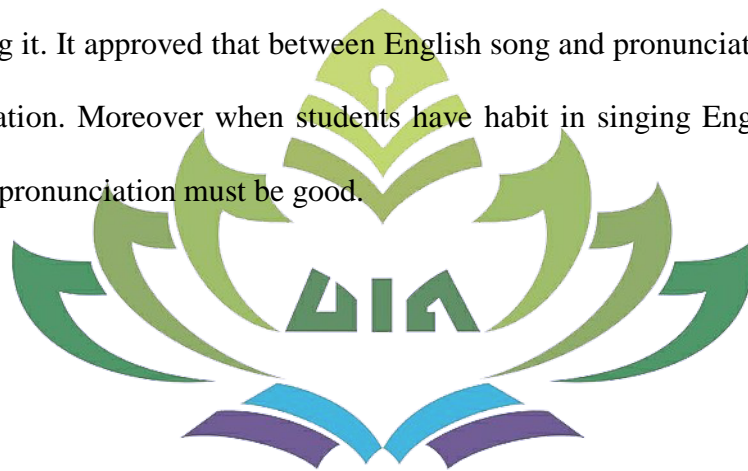 g it. It approved that between English song and pronunciat
ation. Moreover when students have habit in singing Eng
pronunciation must be good.
UIN